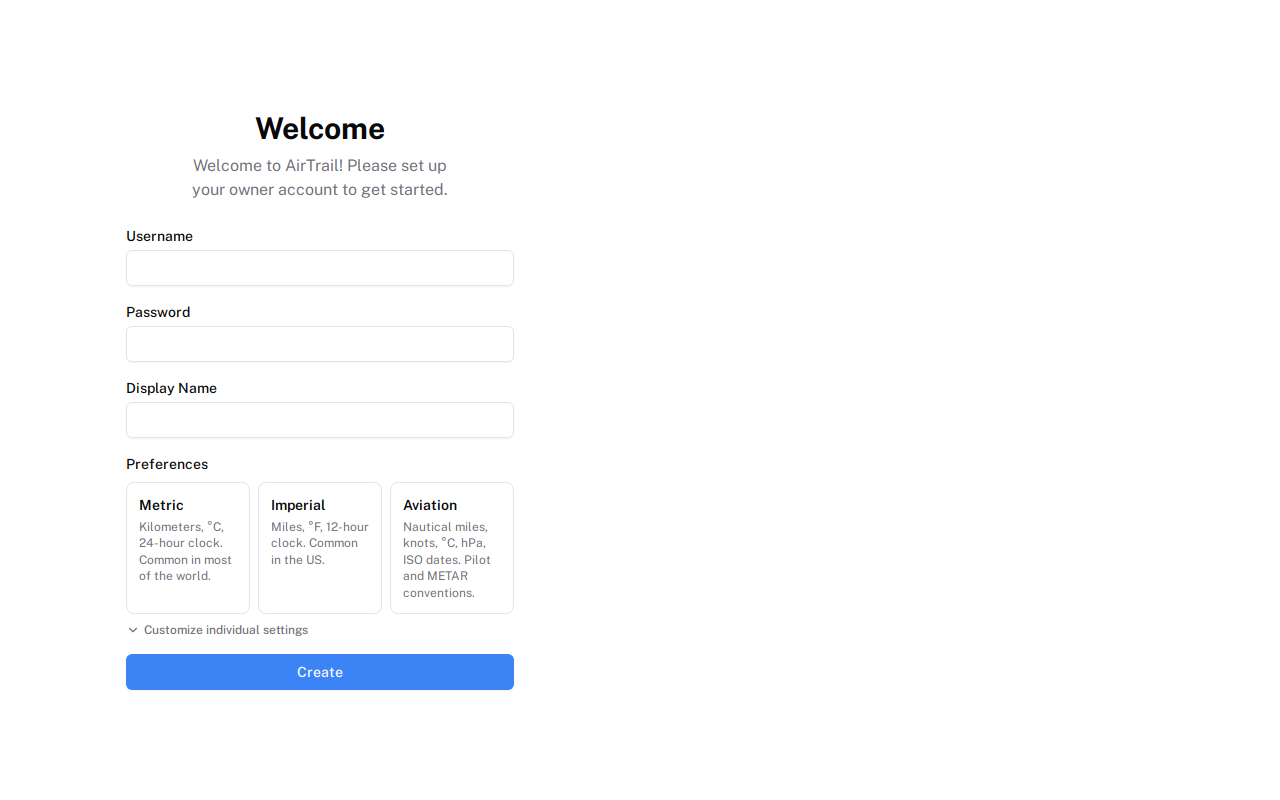 Welcome
Welcome to AirTrail! Please set up
your owner account to get started.
Username
Password
Display Name
Preferences
Metric
Kilometers, °C,
24-hour clock.
Common in most
of the world.
Imperial
Miles, °F, 12-hour
clock. Common
in the US.
Aviation
Nautical miles,
knots, °C, hPa,
ISO dates. Pilot
and METAR
conventions.
Customize individual settings
Create